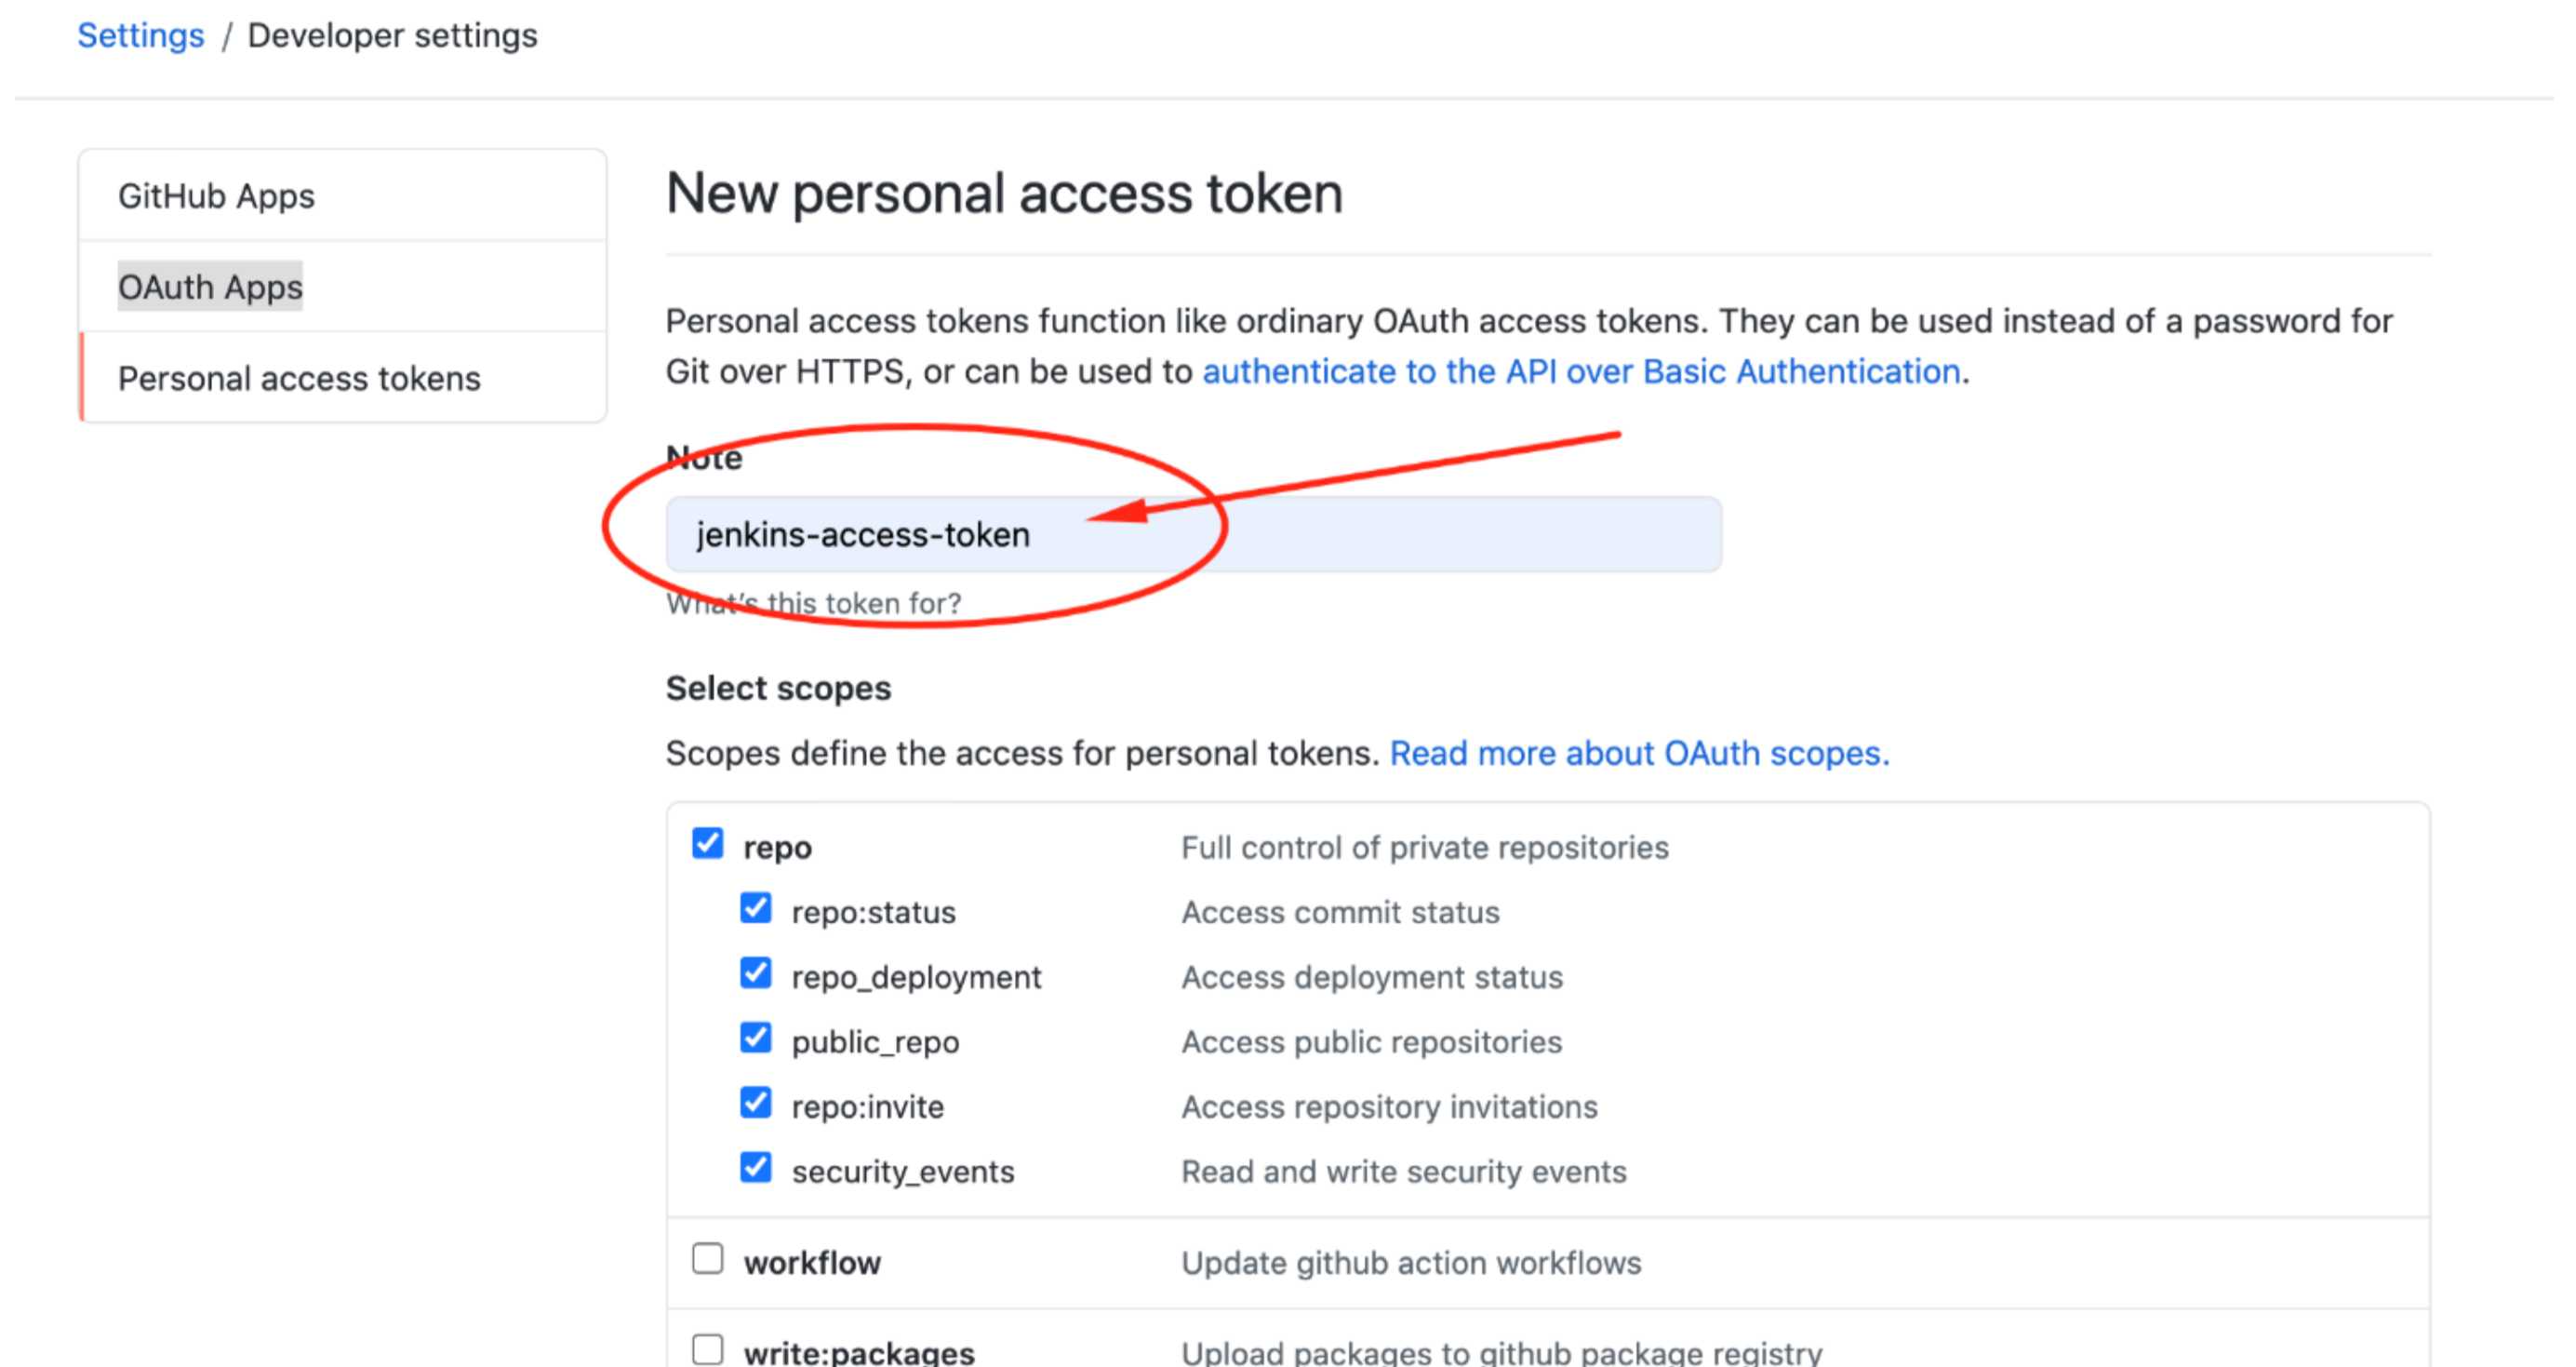 Settings / Developer settings
GitHub Apps
OAuth Apps
Personal access tokens
New personal access token
Personal access tokens function like ordinary OAuth access tokens. They can be used instead of a password for
Git over HTTPS, or can be used to authenticate to the API over Basic Authentication.
Note
jenkins-access-token
What's this token for?
Select scopes
Scopes define the access for personal tokens. Read more about OAuth scopes.
repo Full control of private repositories
repo:status Access commit status
repo_deployment Access deployment status
public_repo Access public repositories
repo:invite Access repository invitations
security_events Read and write security events
workflow Update github action workflows
write:packages Upload packages to github package registry